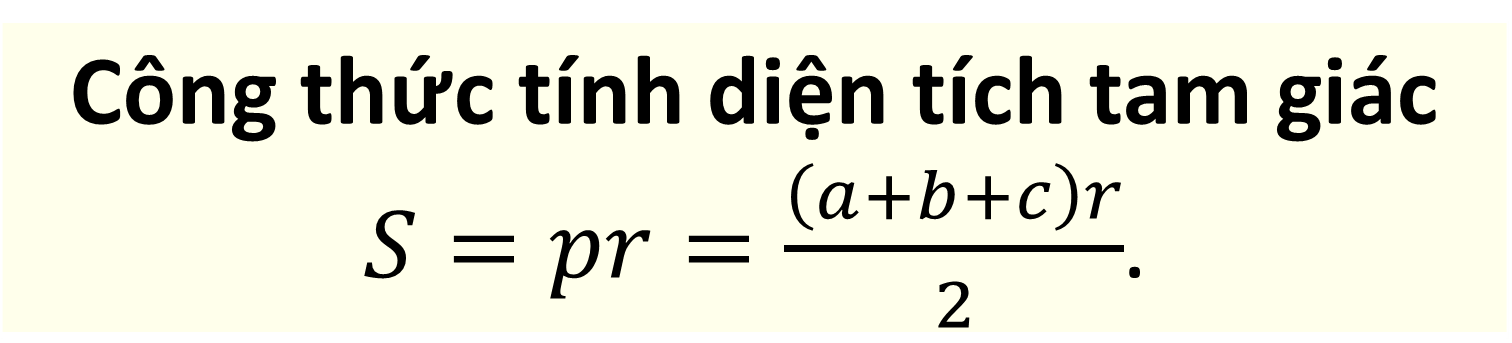 Công thức tính diện tích tam giác
S = pr = (a+b+c)r / 2.